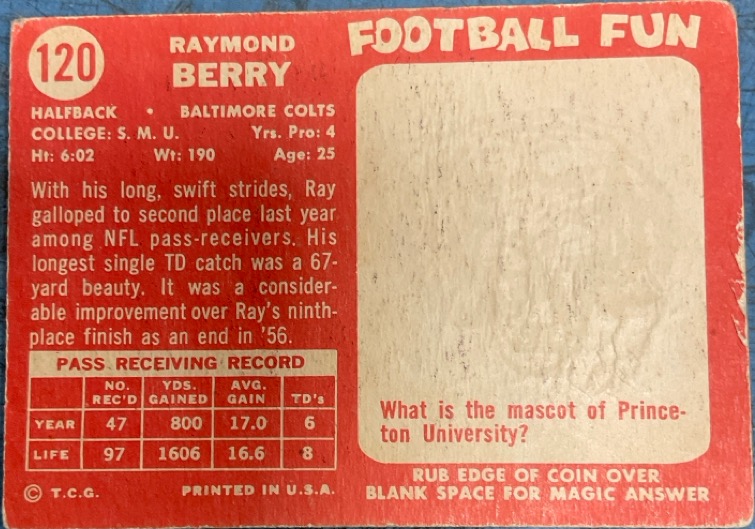 120
RAYMOND
BERRY
HALFBACK • BALTIMORE COLTS
COLLEGE: S. M. U. Yrs. Pro: 4
Ht: 6:02 Wt: 190 Age: 25
With his long, swift strides, Ray
galloped to second place last year
among NFL pass-receivers. His
longest single TD catch was a 67-
yard beauty. It was a consider-
able improvement over Ray's ninth-
place finish as an end in '56.
PASS RECEIVING RECORD
NO. REC'D YDS. GAINED AVG. GAIN TD's
YEAR 47 800 17.0 6
LIFE 97 1606 16.6 8
© T.C.G. PRINTED IN U.S.A.
FOOTBALL FUN
What is the mascot of Prince-
ton University?
RUB EDGE OF COIN OVER
BLANK SPACE FOR MAGIC ANSWER